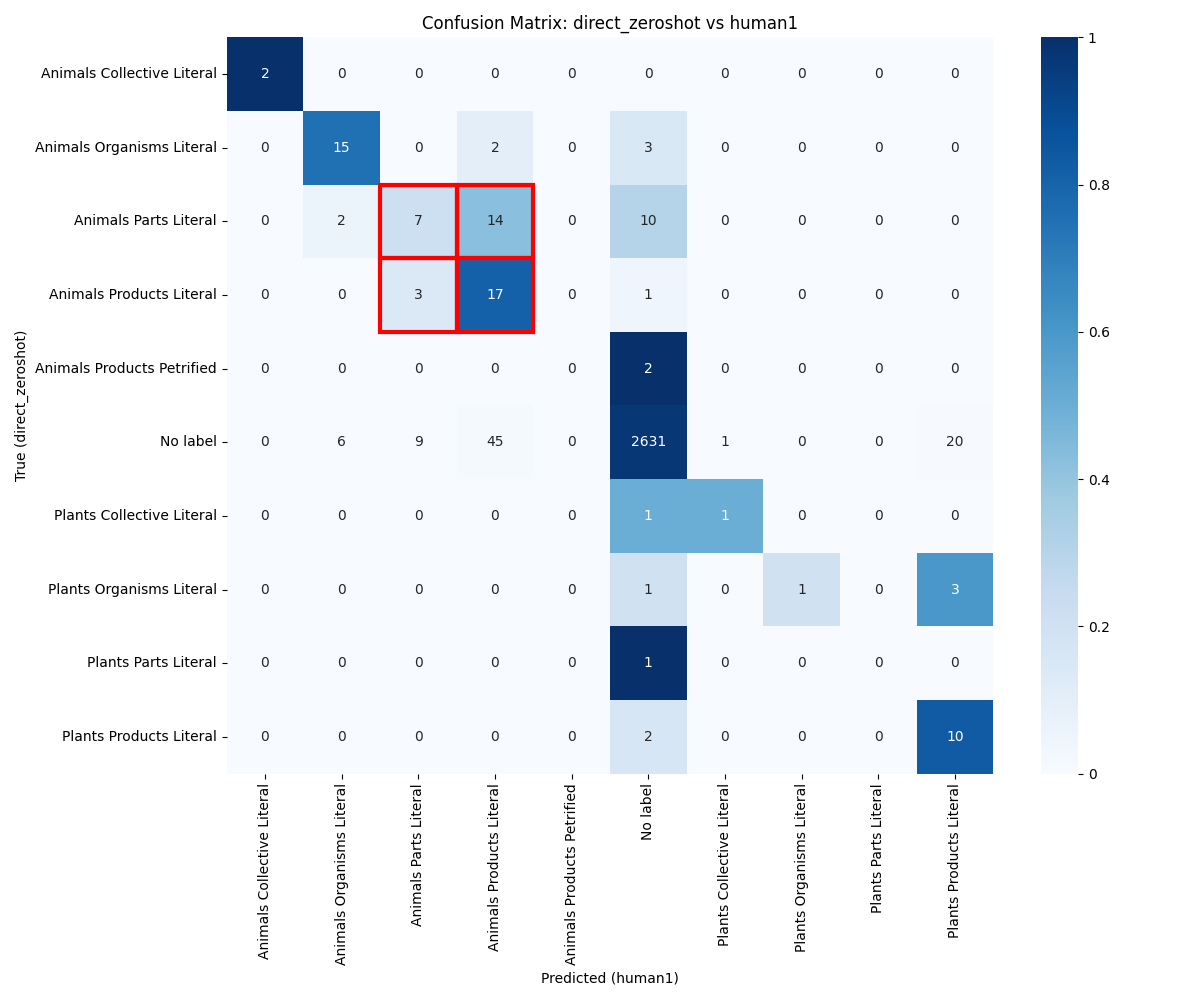 Confusion Matrix: direct_zeroshot vs human1
Animals Collective Literal 2 0 0 0 0 0 0 0 0 0
Animals Organisms Literal 0 15 0 2 0 3 0 0 0 0
Animals Parts Literal 0 2 7 14 0 10 0 0 0 0
Animals Products Literal 0 0 3 17 0 1 0 0 0 0
Animals Products Petrified 0 0 0 0 0 2 0 0 0 0
No label 0 6 9 45 0 2631 1 0 0 20
Plants Collective Literal 0 0 0 0 0 1 1 0 0 0
Plants Organisms Literal 0 0 0 0 0 1 0 1 0 3
Plants Parts Literal 0 0 0 0 0 1 0 0 0 0
Plants Products Literal 0 0 0 0 0 2 0 0 0 10
True (direct_zeroshot)
Animals Collective Literal
Animals Organisms Literal
Animals Parts Literal
Animals Products Literal
Animals Products Petrified
No label
Plants Collective Literal
Plants Organisms Literal
Plants Parts Literal
Plants Products Literal
Predicted (human1)
1
0.8
0.6
0.4
0.2
0